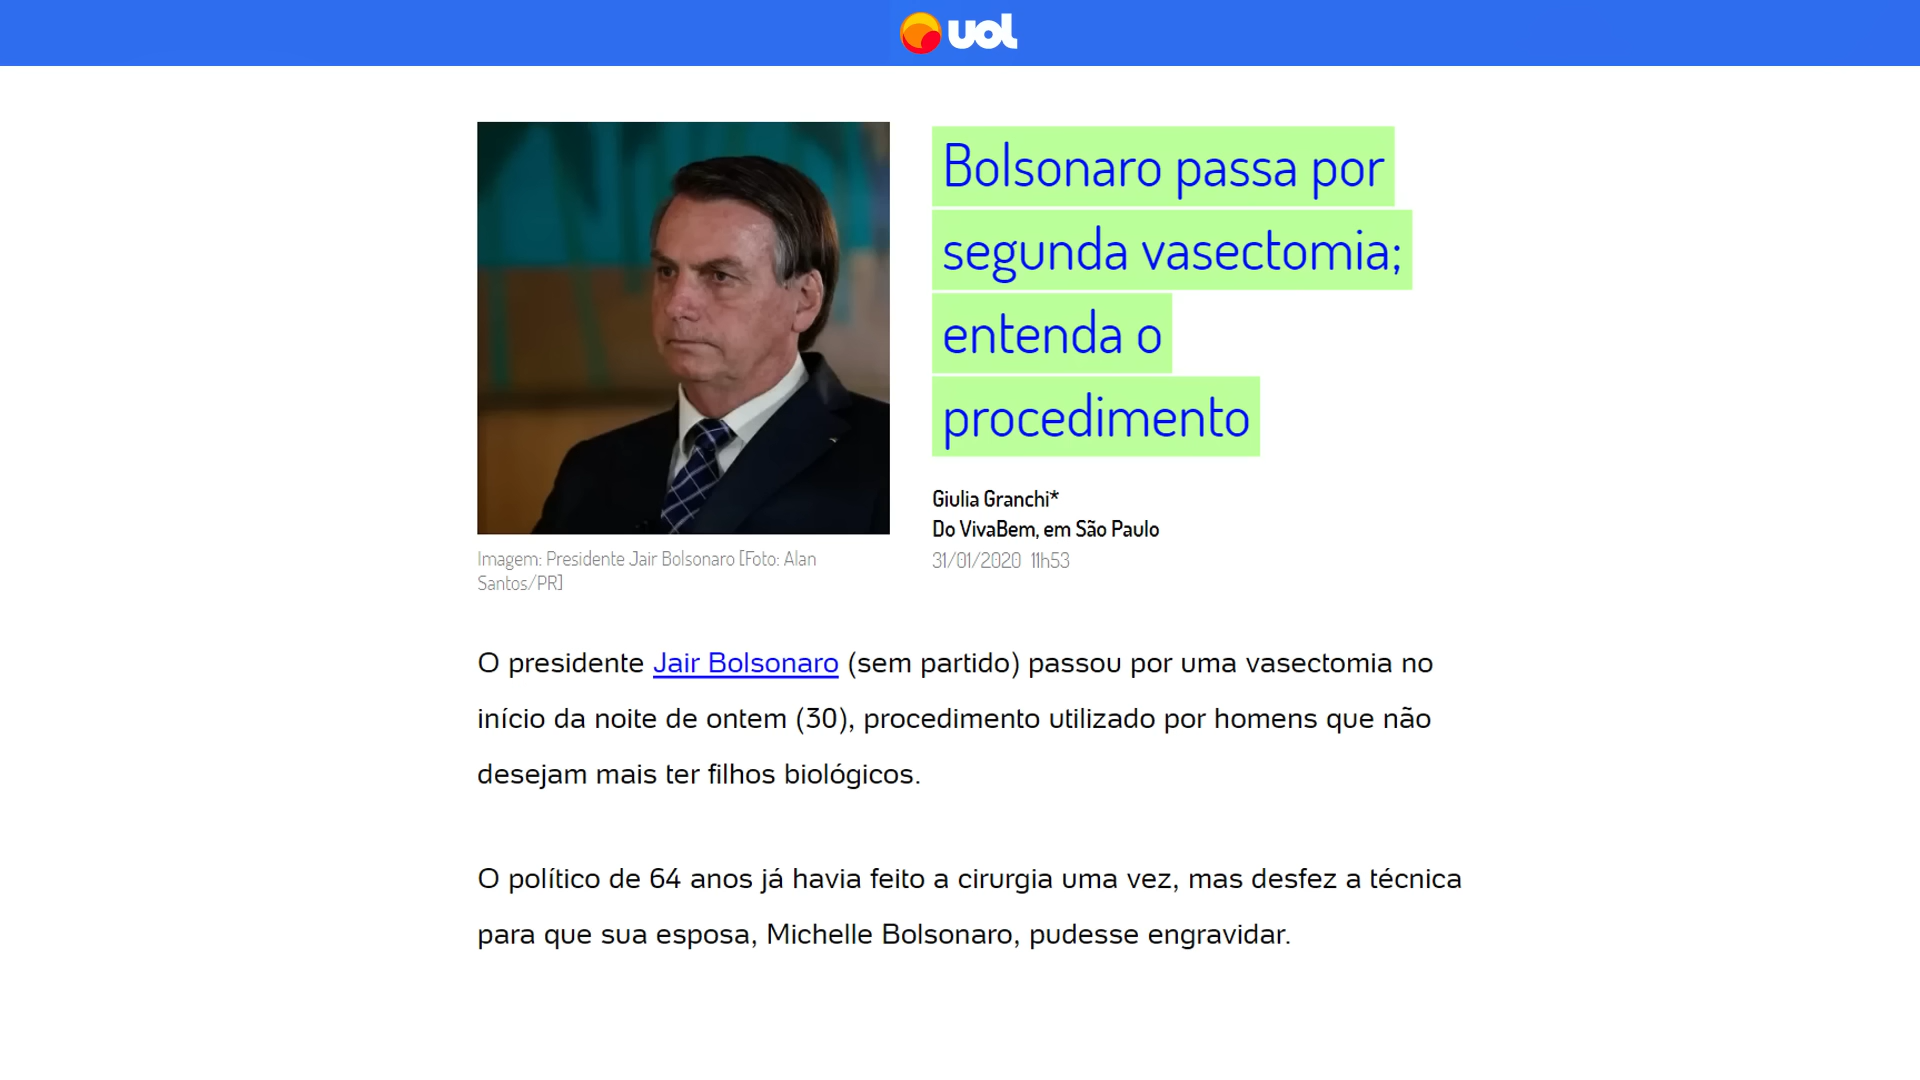 uol
Bolsonaro passa por
segunda vasectomia;
entenda o
procedimento
Giulia Granchi*
Do VivaBem, em São Paulo
31/01/2020 11h53
Imagem: Presidente Jair Bolsonaro [Foto: Alan
Santos/PR]
O presidente Jair Bolsonaro (sem partido) passou por uma vasectomia no
início da noite de ontem (30), procedimento utilizado por homens que não
desejam mais ter filhos biológicos.
O político de 64 anos já havia feito a cirurgia uma vez, mas desfez a técnica
para que sua esposa, Michelle Bolsonaro, pudesse engravidar.